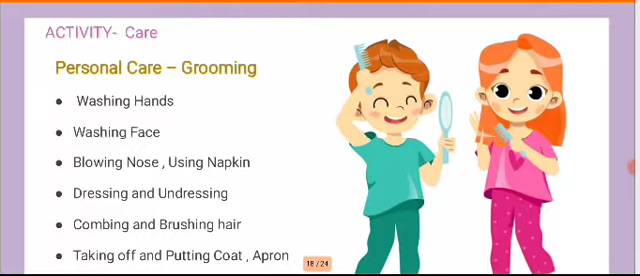 ACTIVITY- Care
Personal Care – Grooming
• Washing Hands
• Washing Face
• Blowing Nose , Using Napkin
• Dressing and Undressing
• Combing and Brushing hair
• Taking off and Putting Coat , Apron
18 / 24